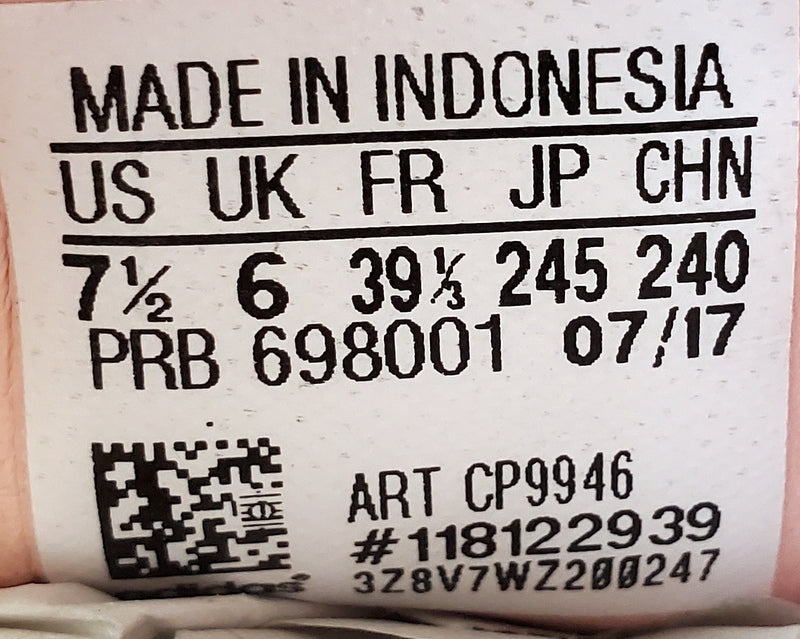 MADE IN INDONESIA
US UK FR JP CHN
7½ 6 39⅓ 245 240
PRB 698001 07/17
ART CP9946
#118122939
3Z8V7WZ200247
adidas